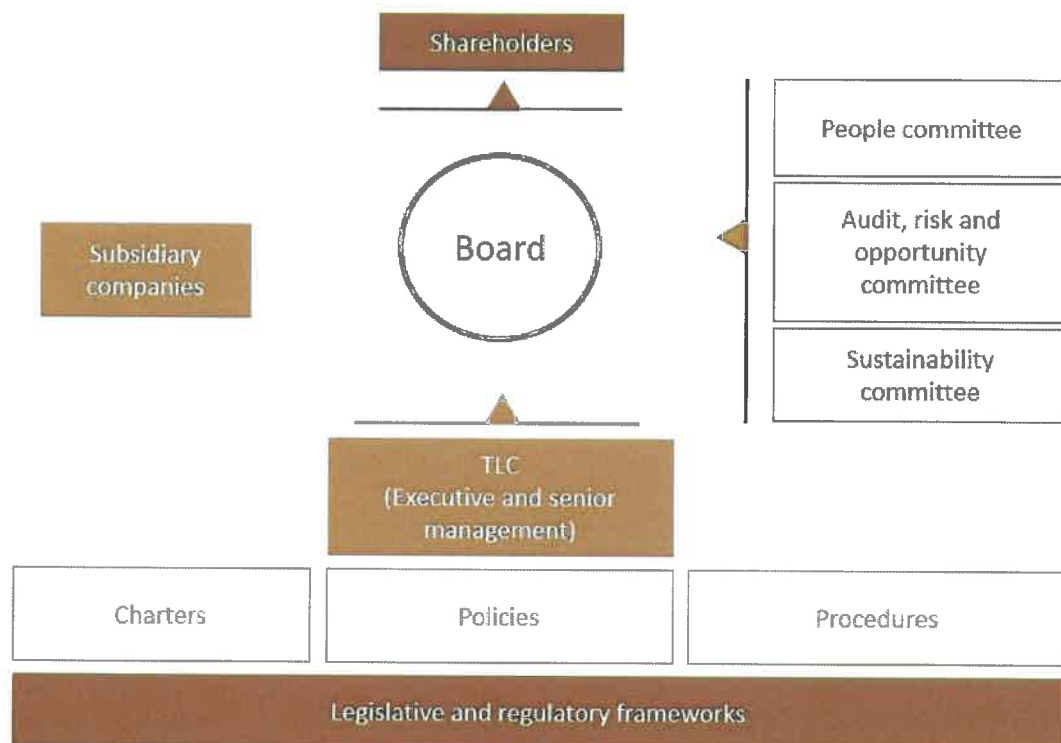 Shareholders
People committee
Audit, risk and
opportunity
committee
Sustainability
committee
Subsidiary
companies
Board
TLC
(Executive and senior
management)
Charters
Policies
Procedures
Legislative and regulatory frameworks